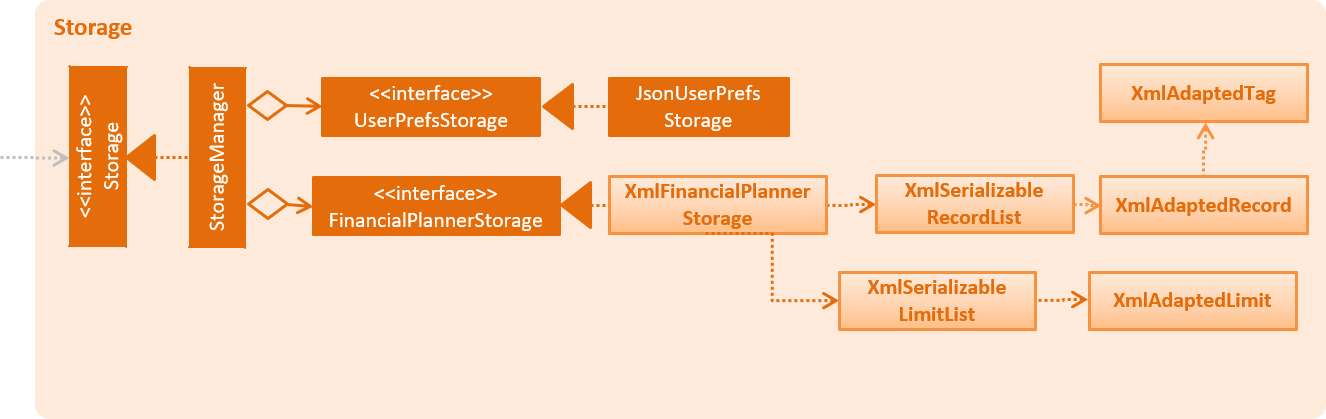 Storage
<<interface>>
Storage
StorageManager
<<interface>>
UserPrefsStorage
JsonUserPrefs
Storage
<<interface>>
FinancialPlannerStorage
XmlFinancialPlanner
Storage
XmlSerializable
RecordList
XmlAdaptedTag
XmlAdaptedRecord
XmlSerializable
LimitList
XmlAdaptedLimit